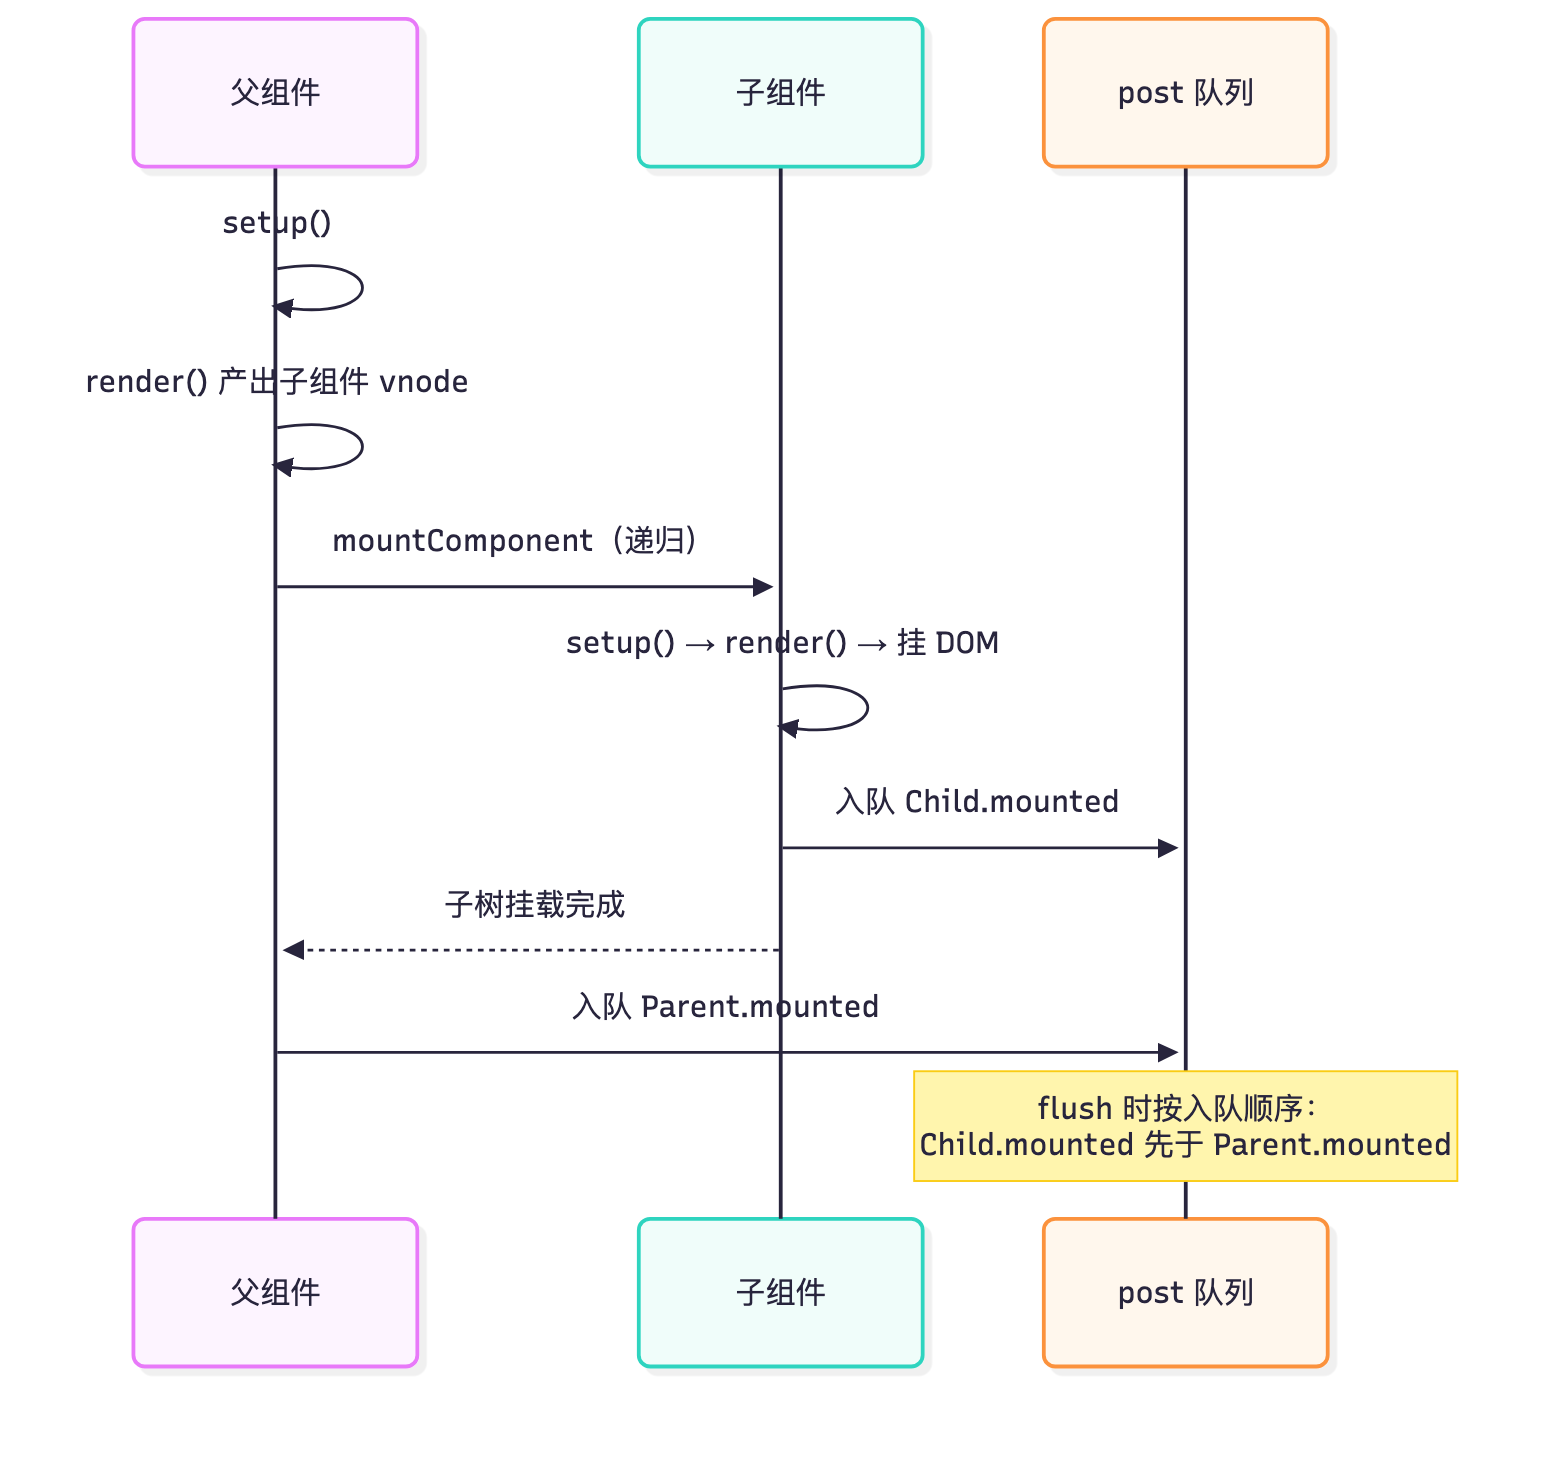 父组件
子组件
post 队列
setup()
render() 产出子组件 vnode
mountComponent（递归）
setup() → render() → 挂 DOM
入队 Child.mounted
子树挂载完成
入队 Parent.mounted
flush 时按入队顺序：
Child.mounted 先于 Parent.mounted
父组件
子组件
post 队列